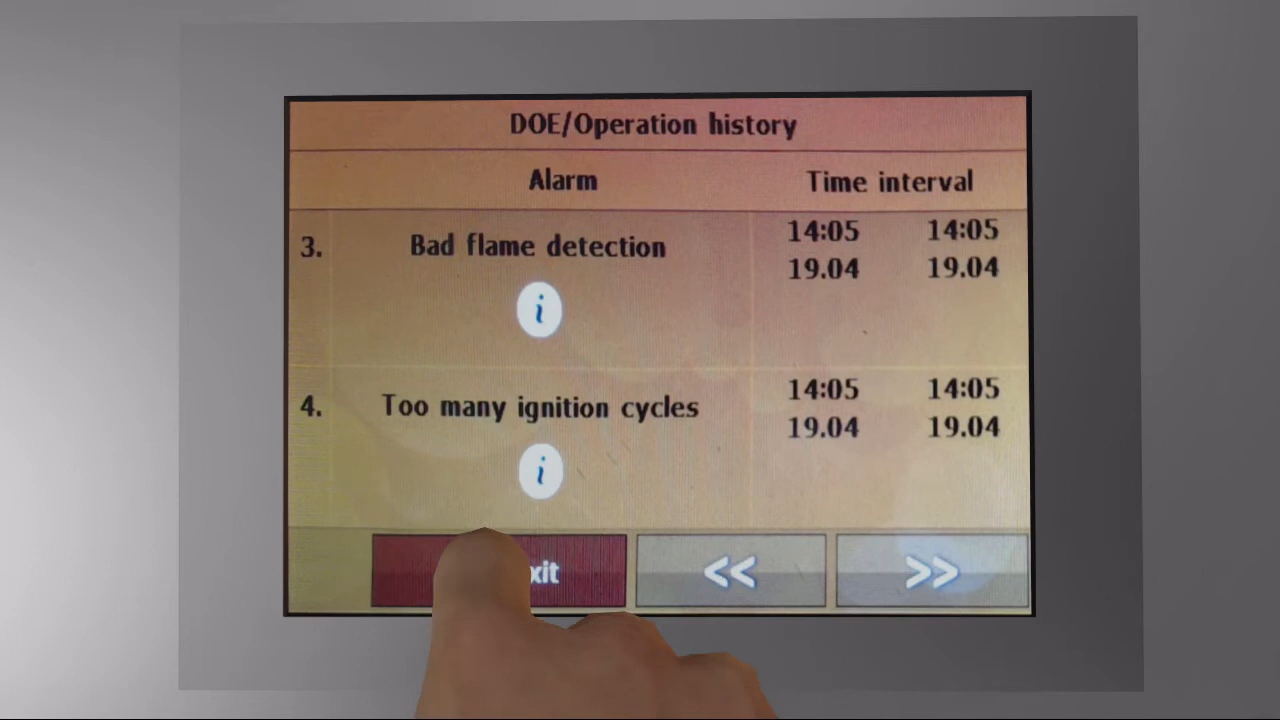 DOE/Operation history
Alarm Time interval
3. Bad flame detection 14:05 14:05
19.04 19.04
i
4. Too many ignition cycles 14:05 14:05
19.04 19.04
i
xit << >>